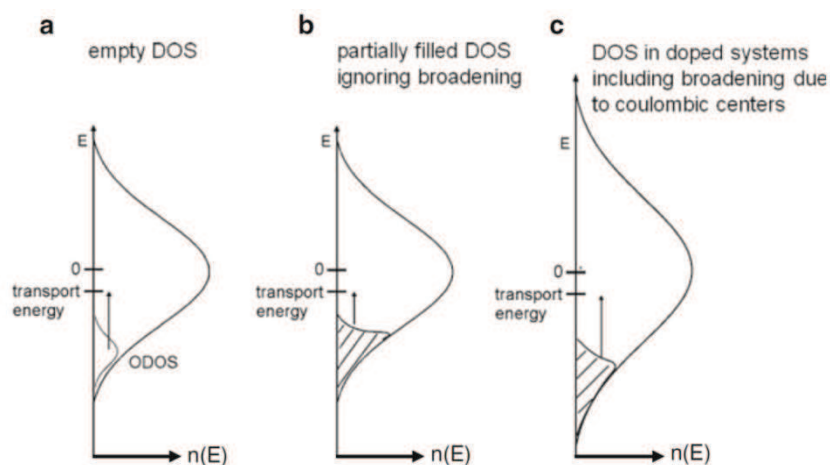 a
empty DOS
E
0
transport
energy
ODOS
n(E)
b
partially filled DOS
ignoring broadening
E
0
transport
energy
n(E)
c
DOS in doped systems
including broadening due
to coulombic centers
E
0
transport
energy
n(E)